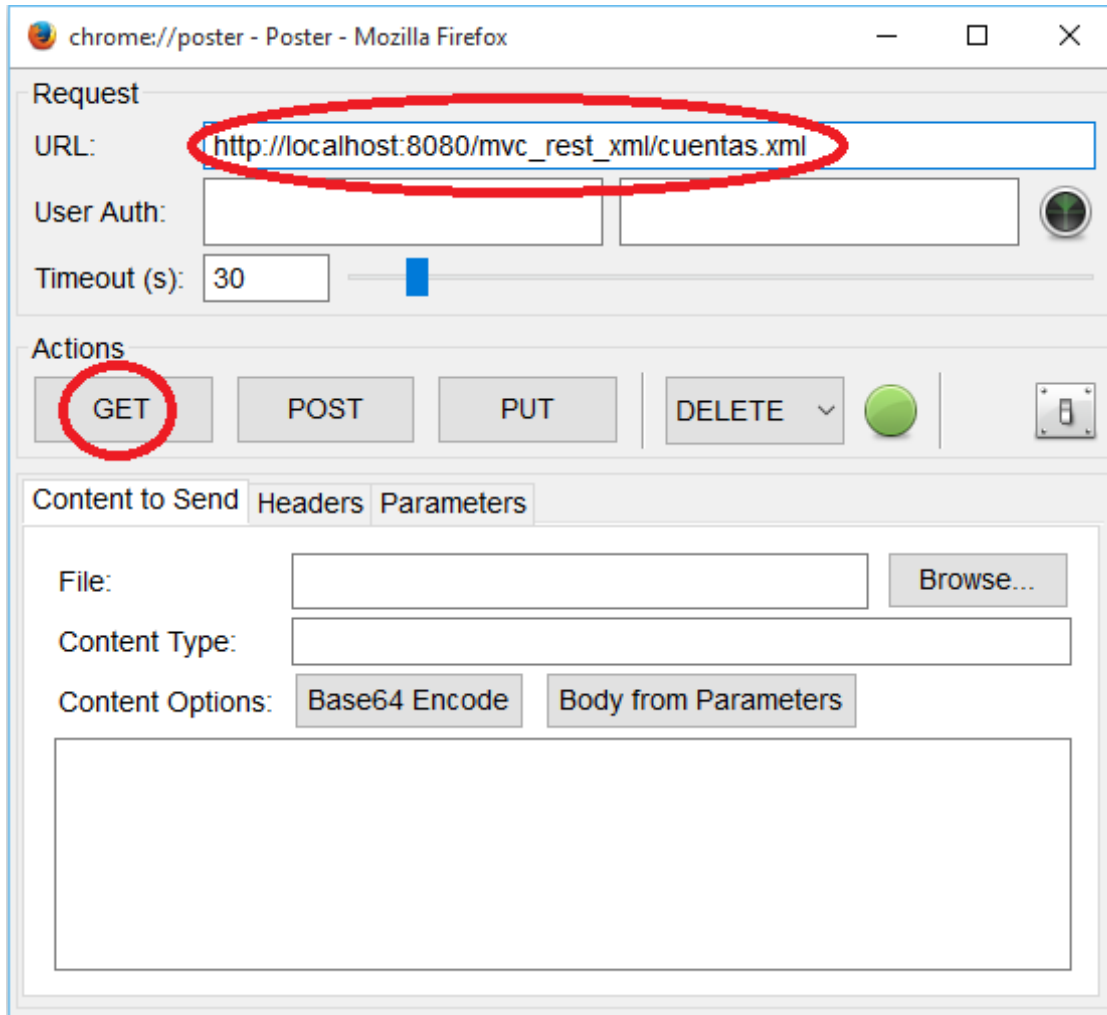 chrome://poster - Poster - Mozilla Firefox
Request
URL: http://localhost:8080/mvc_rest_xml/cuentas.xml
User Auth:
Timeout (s): 30
Actions
GET POST PUT DELETE
Content to Send Headers Parameters
File: Browse...
Content Type:
Content Options: Base64 Encode Body from Parameters